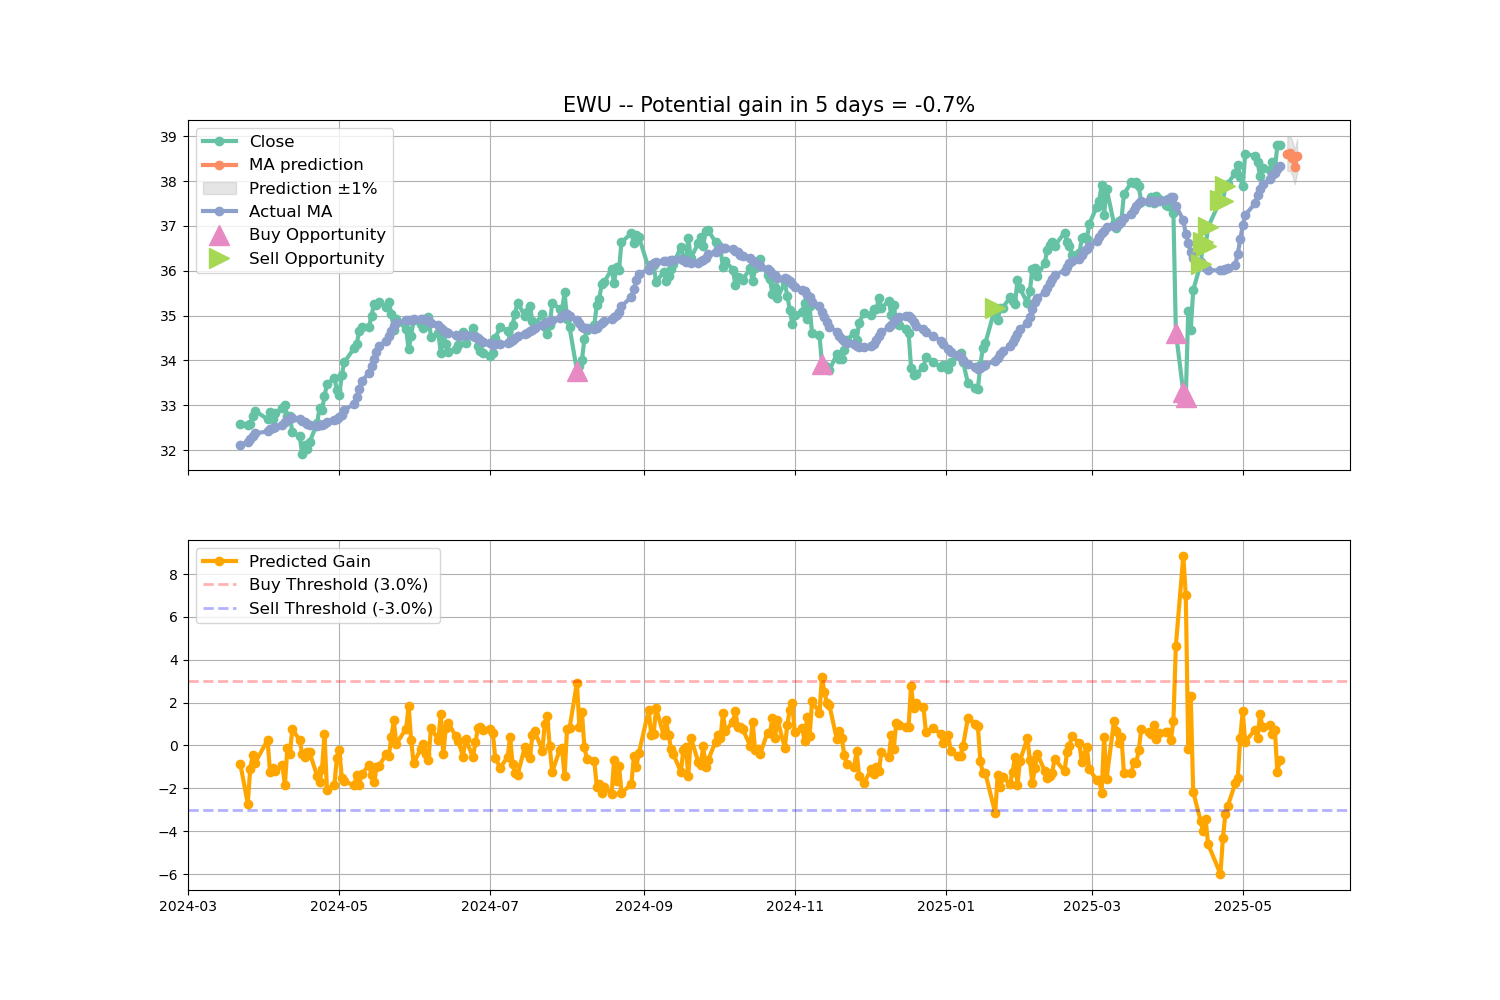 EWU -- Potential gain in 5 days = -0.7%
39
38
37
36
35
34
33
32
Close
MA prediction
Prediction ±1%
Actual MA
Buy Opportunity
Sell Opportunity
8
6
4
2
0
−2
−4
−6
Predicted Gain
Buy Threshold (3.0%)
Sell Threshold (-3.0%)
2024-03 2024-05 2024-07 2024-09 2024-11 2025-01 2025-03 2025-05